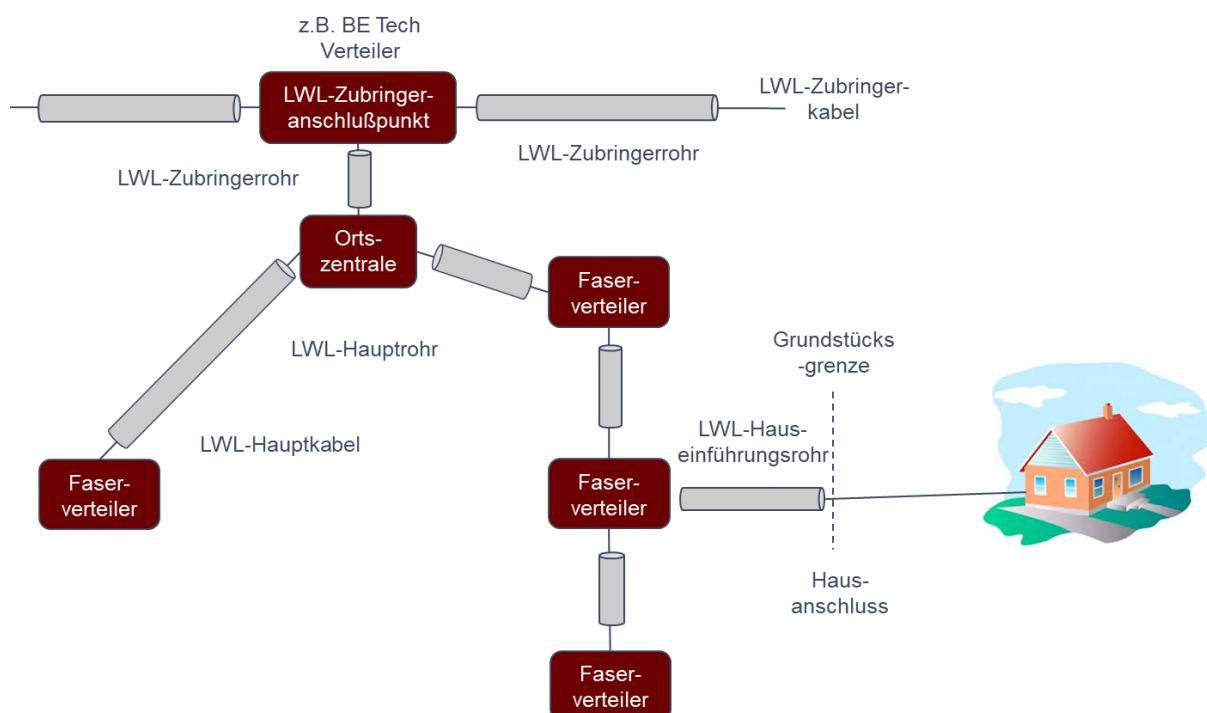 z.B. BE Tech
Verteiler
LWL-Zubringer-
anschlußpunkt
LWL-Zubringer-
kabel
LWL-Zubringerrohr
LWL-Zubringerrohr
Orts-
zentrale
Faser-
verteiler
LWL-Hauptrohr
Grundstücks
-grenze
LWL-Hauptkabel
LWL-Haus-
einführungsrohr
Faser-
verteiler
Faser-
verteiler
Haus-
anschluss
Faser-
verteiler